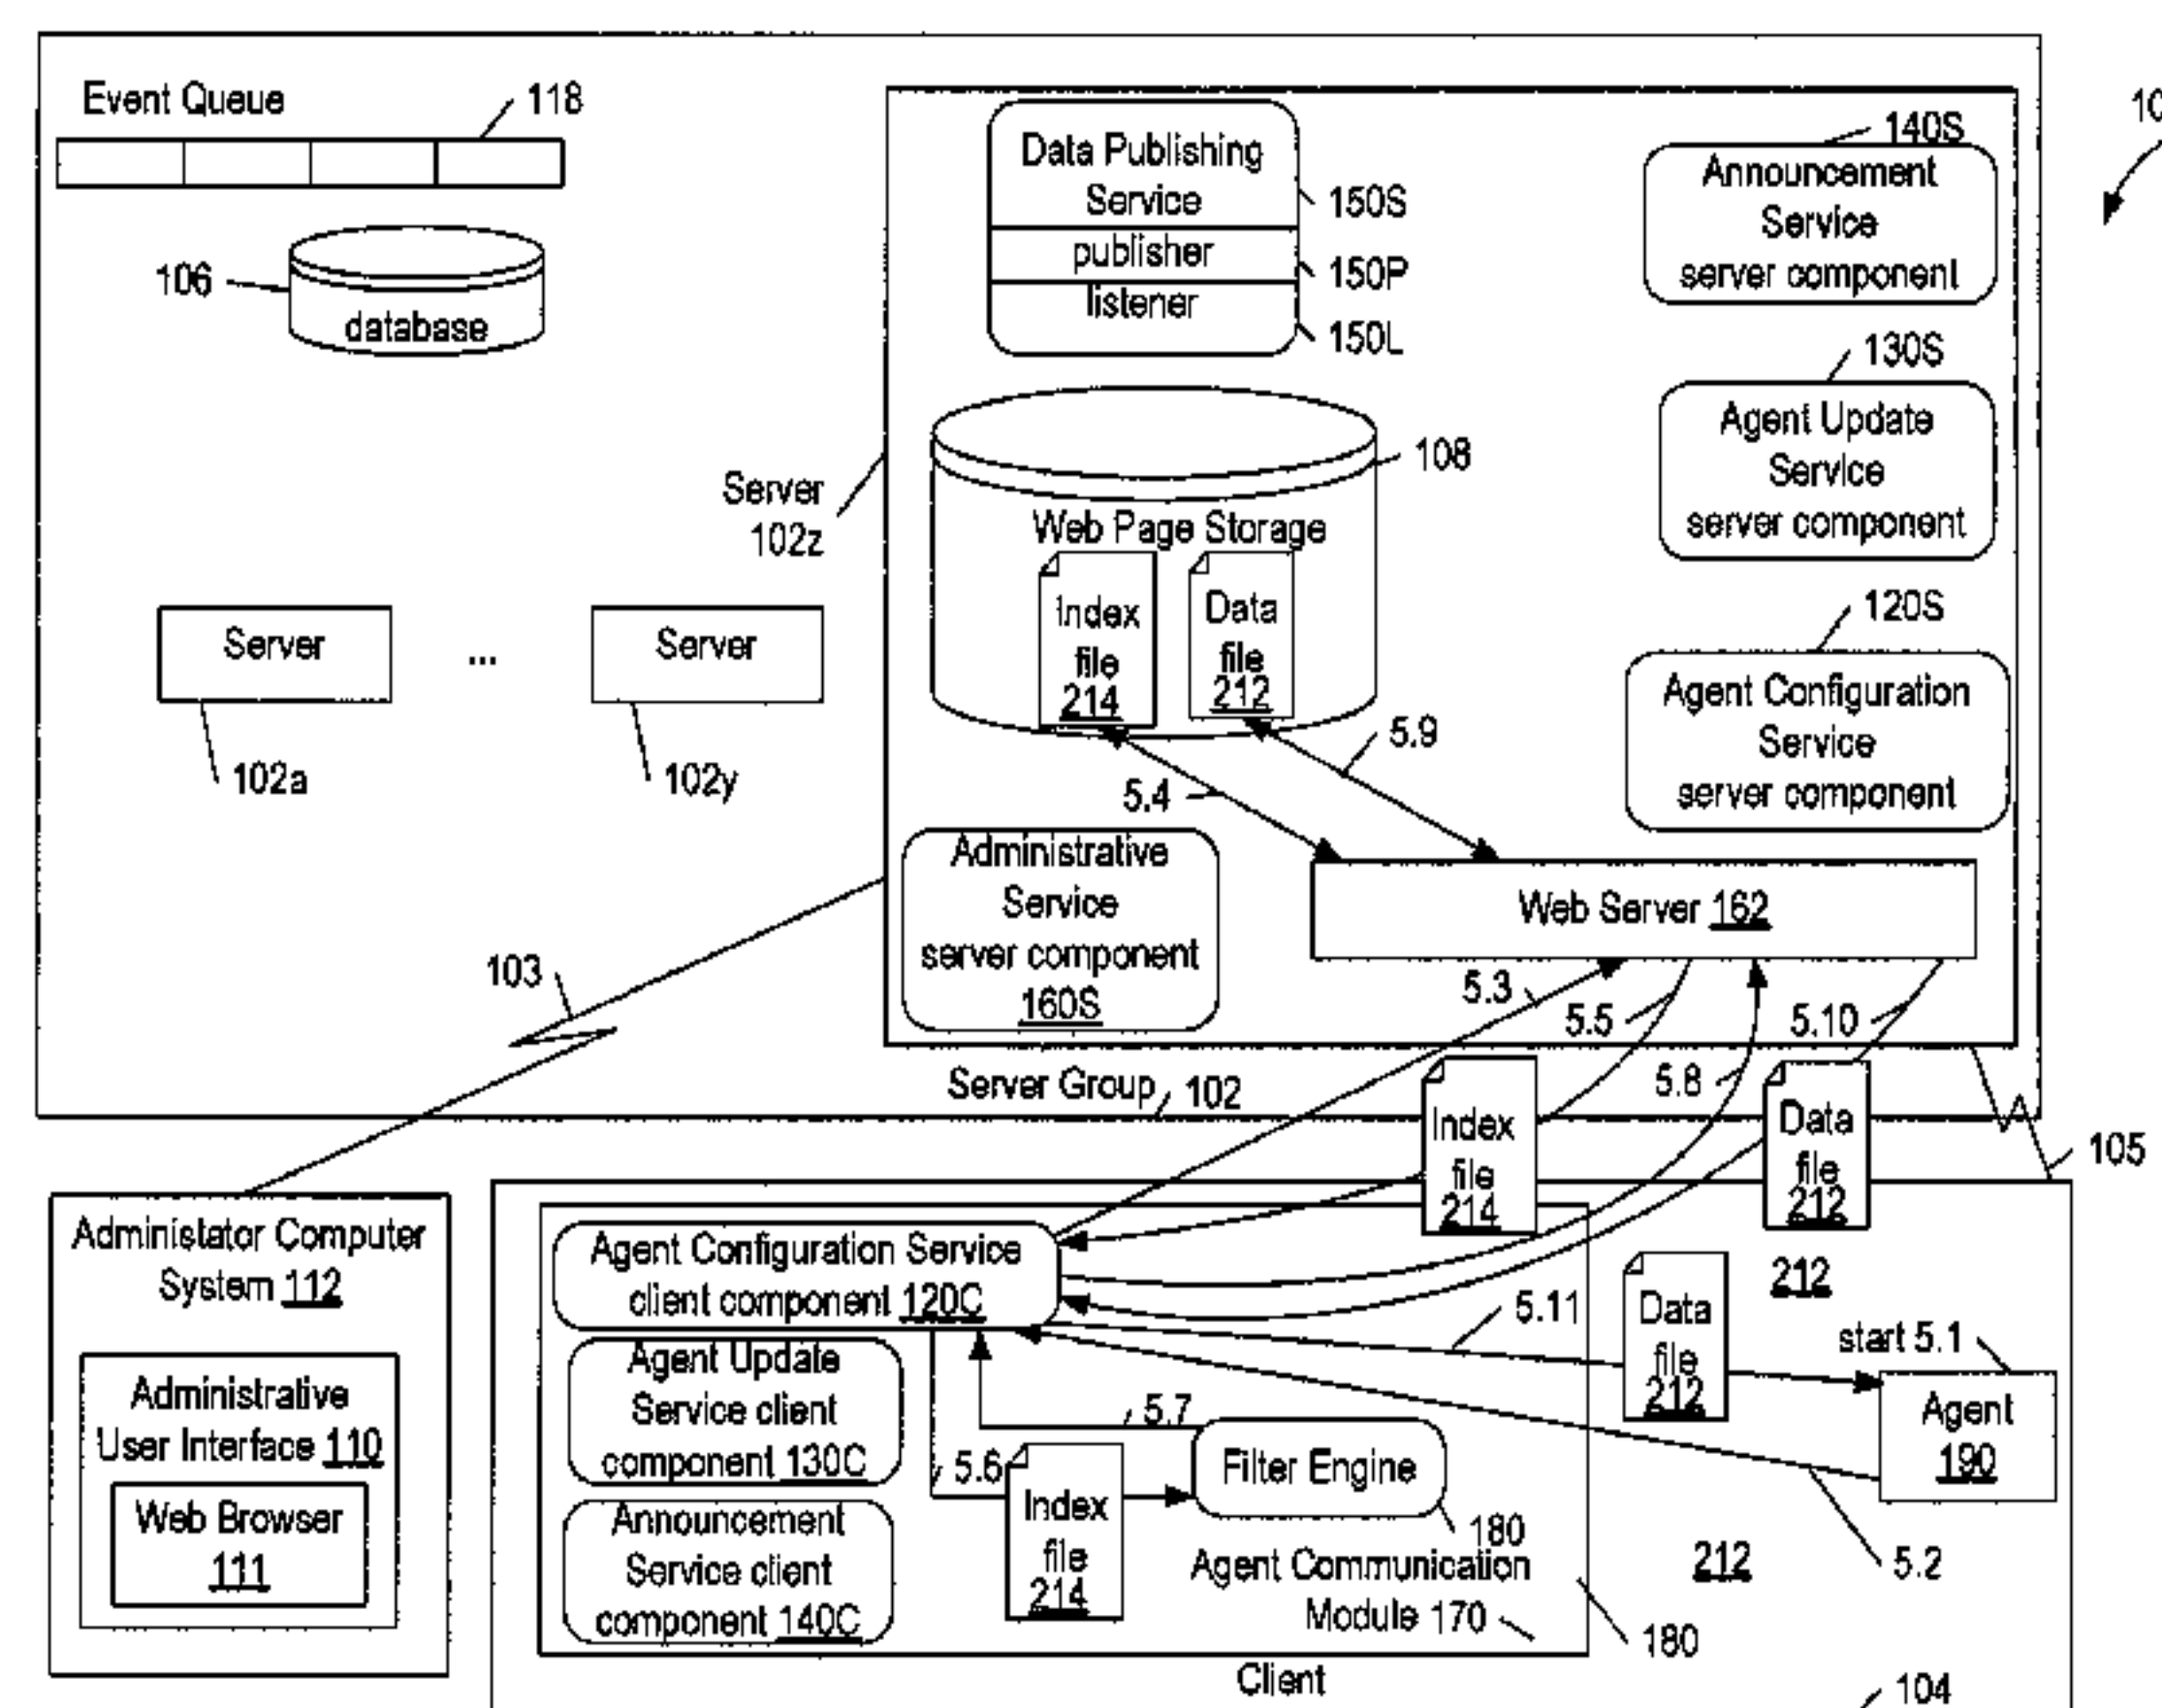 Event Queue
118
106
database
Data Publishing
Service
publisher
listener
150S
150P
150L
140S
Announcement
Service
server component
130S
Agent Update
Service
server component
120S
Agent Configuration
Service
server component
Server
102z
108
Web Page Storage
Index
file
214
Data
file
212
Server
...
Server
102a
102y
5.4
5.9
Administrative
Service
server component
160S
Web Server 162
103
5.3
5.5
5.10
5.8
Server Group
102
Index
file
214
Data
file
212
105
Administator Computer
System 112
Administrative
User Interface 110
Web Browser
111
Agent Configuration Service
client component 120C
Agent Update
Service client
component 130C
Announcement
Service client
component 140C
5.6
5.7
Index
file
214
Filter Engine
180
Agent Communication
Module 170
180
5.11
Data
file
212
212
start 5.1
Agent
190
212
5.2
Client
104